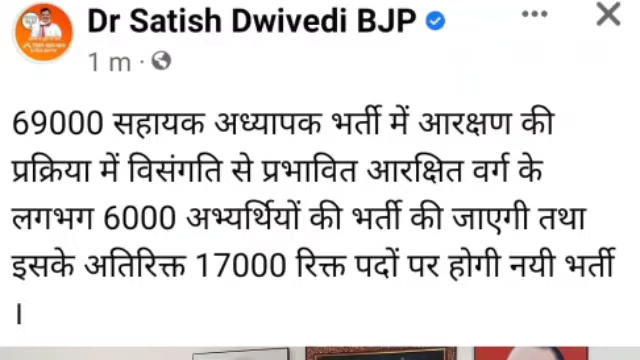 Dr Satish Dwivedi BJP
1 m ·
69000 सहायक अध्यापक भर्ती में आरक्षण की
प्रक्रिया में विसंगति से प्रभावित आरक्षित वर्ग के
लगभग 6000 अभ्यर्थियों की भर्ती की जाएगी तथा
इसके अतिरिक्त 17000 रिक्त पदों पर होगी नयी भर्ती
।